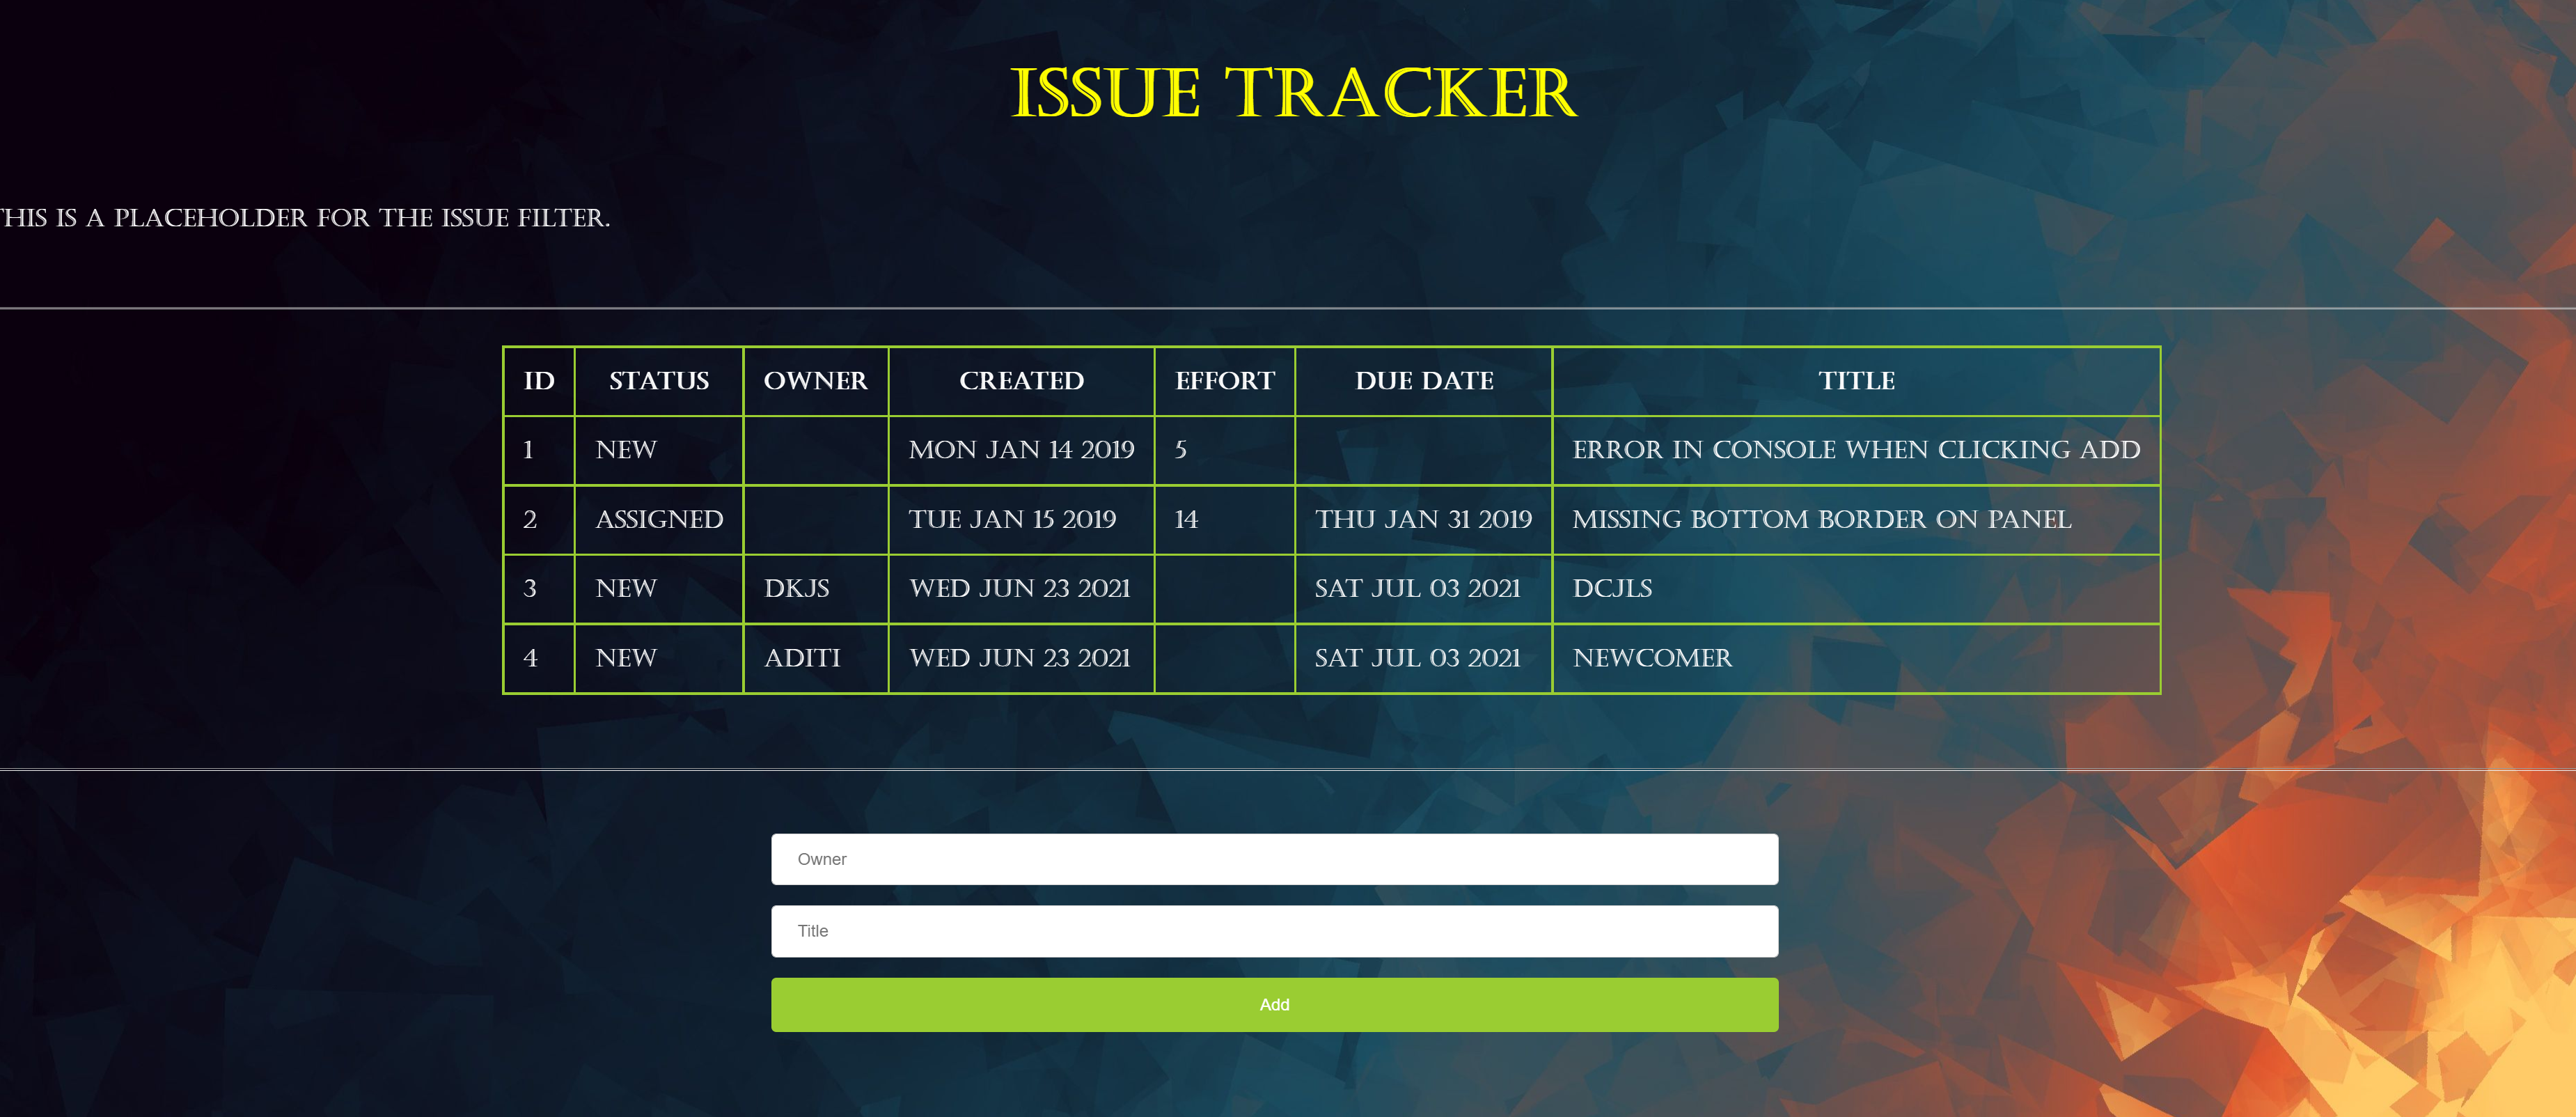 ISSUE TRACKER
THIS IS A PLACEHOLDER FOR THE ISSUE FILTER.
ID STATUS OWNER CREATED EFFORT DUE DATE TITLE
1 NEW MON JAN 14 2019 5 ERROR IN CONSOLE WHEN CLICKING ADD
2 ASSIGNED TUE JAN 15 2019 14 THU JAN 31 2019 MISSING BOTTOM BORDER ON PANEL
3 NEW DKJS WED JUN 23 2021 SAT JUL 03 2021 DCJLS
4 NEW ADITI WED JUN 23 2021 SAT JUL 03 2021 NEWCOMER
Owner
Title
Add